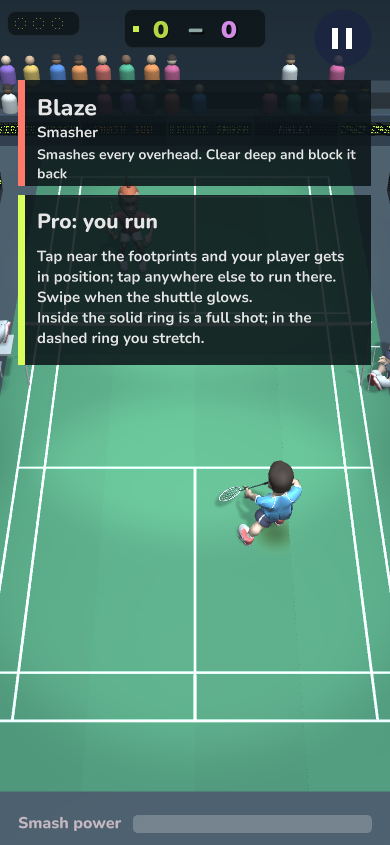 0 – 0
Blaze
Smasher
Smashes every overhead. Clear deep and block it
back
Pro: you run
Tap near the footprints and your player gets
in position; tap anywhere else to run there.
Swipe when the shuttle glows.
Inside the solid ring is a full shot; in the
dashed ring you stretch.
Smash power